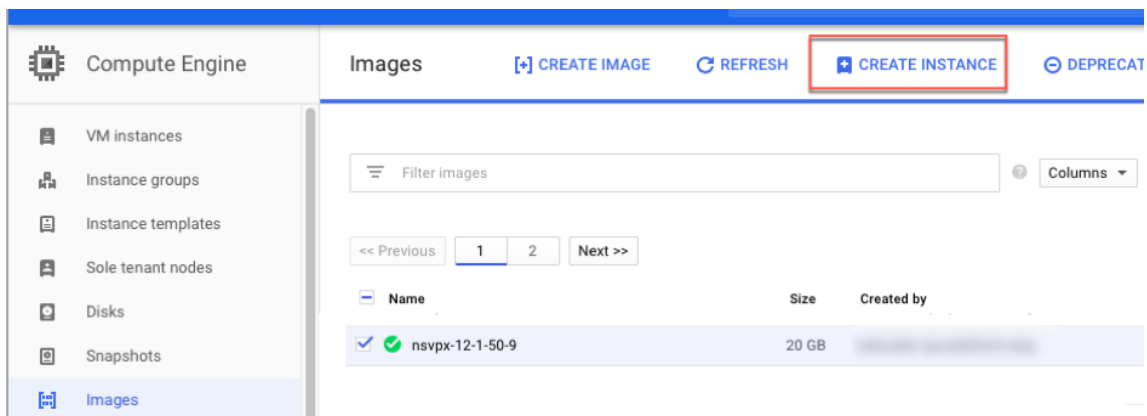 Compute Engine
Images
CREATE IMAGE
REFRESH
CREATE INSTANCE
VM instances
Instance groups
Instance templates
Sole tenant nodes
Disks
Snapshots
Images
Filter images
Columns
<< Previous 1 2 Next >>
Name Size Created by
nsvpx-12-1-50-9 20 GB